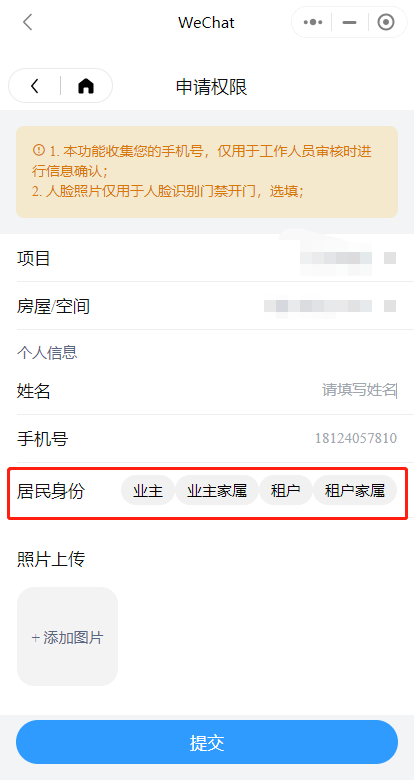 WeChat
申请权限
1. 本功能收集您的手机号，仅用于工作人员审核时进
行信息确认；
2. 人脸照片仅用于人脸识别门禁开门，选填；
项目
房屋/空间
个人信息
姓名 请填写姓名
手机号 18124057810
居民身份 业主 业主家属 租户 租户家属
照片上传
+ 添加图片
提交